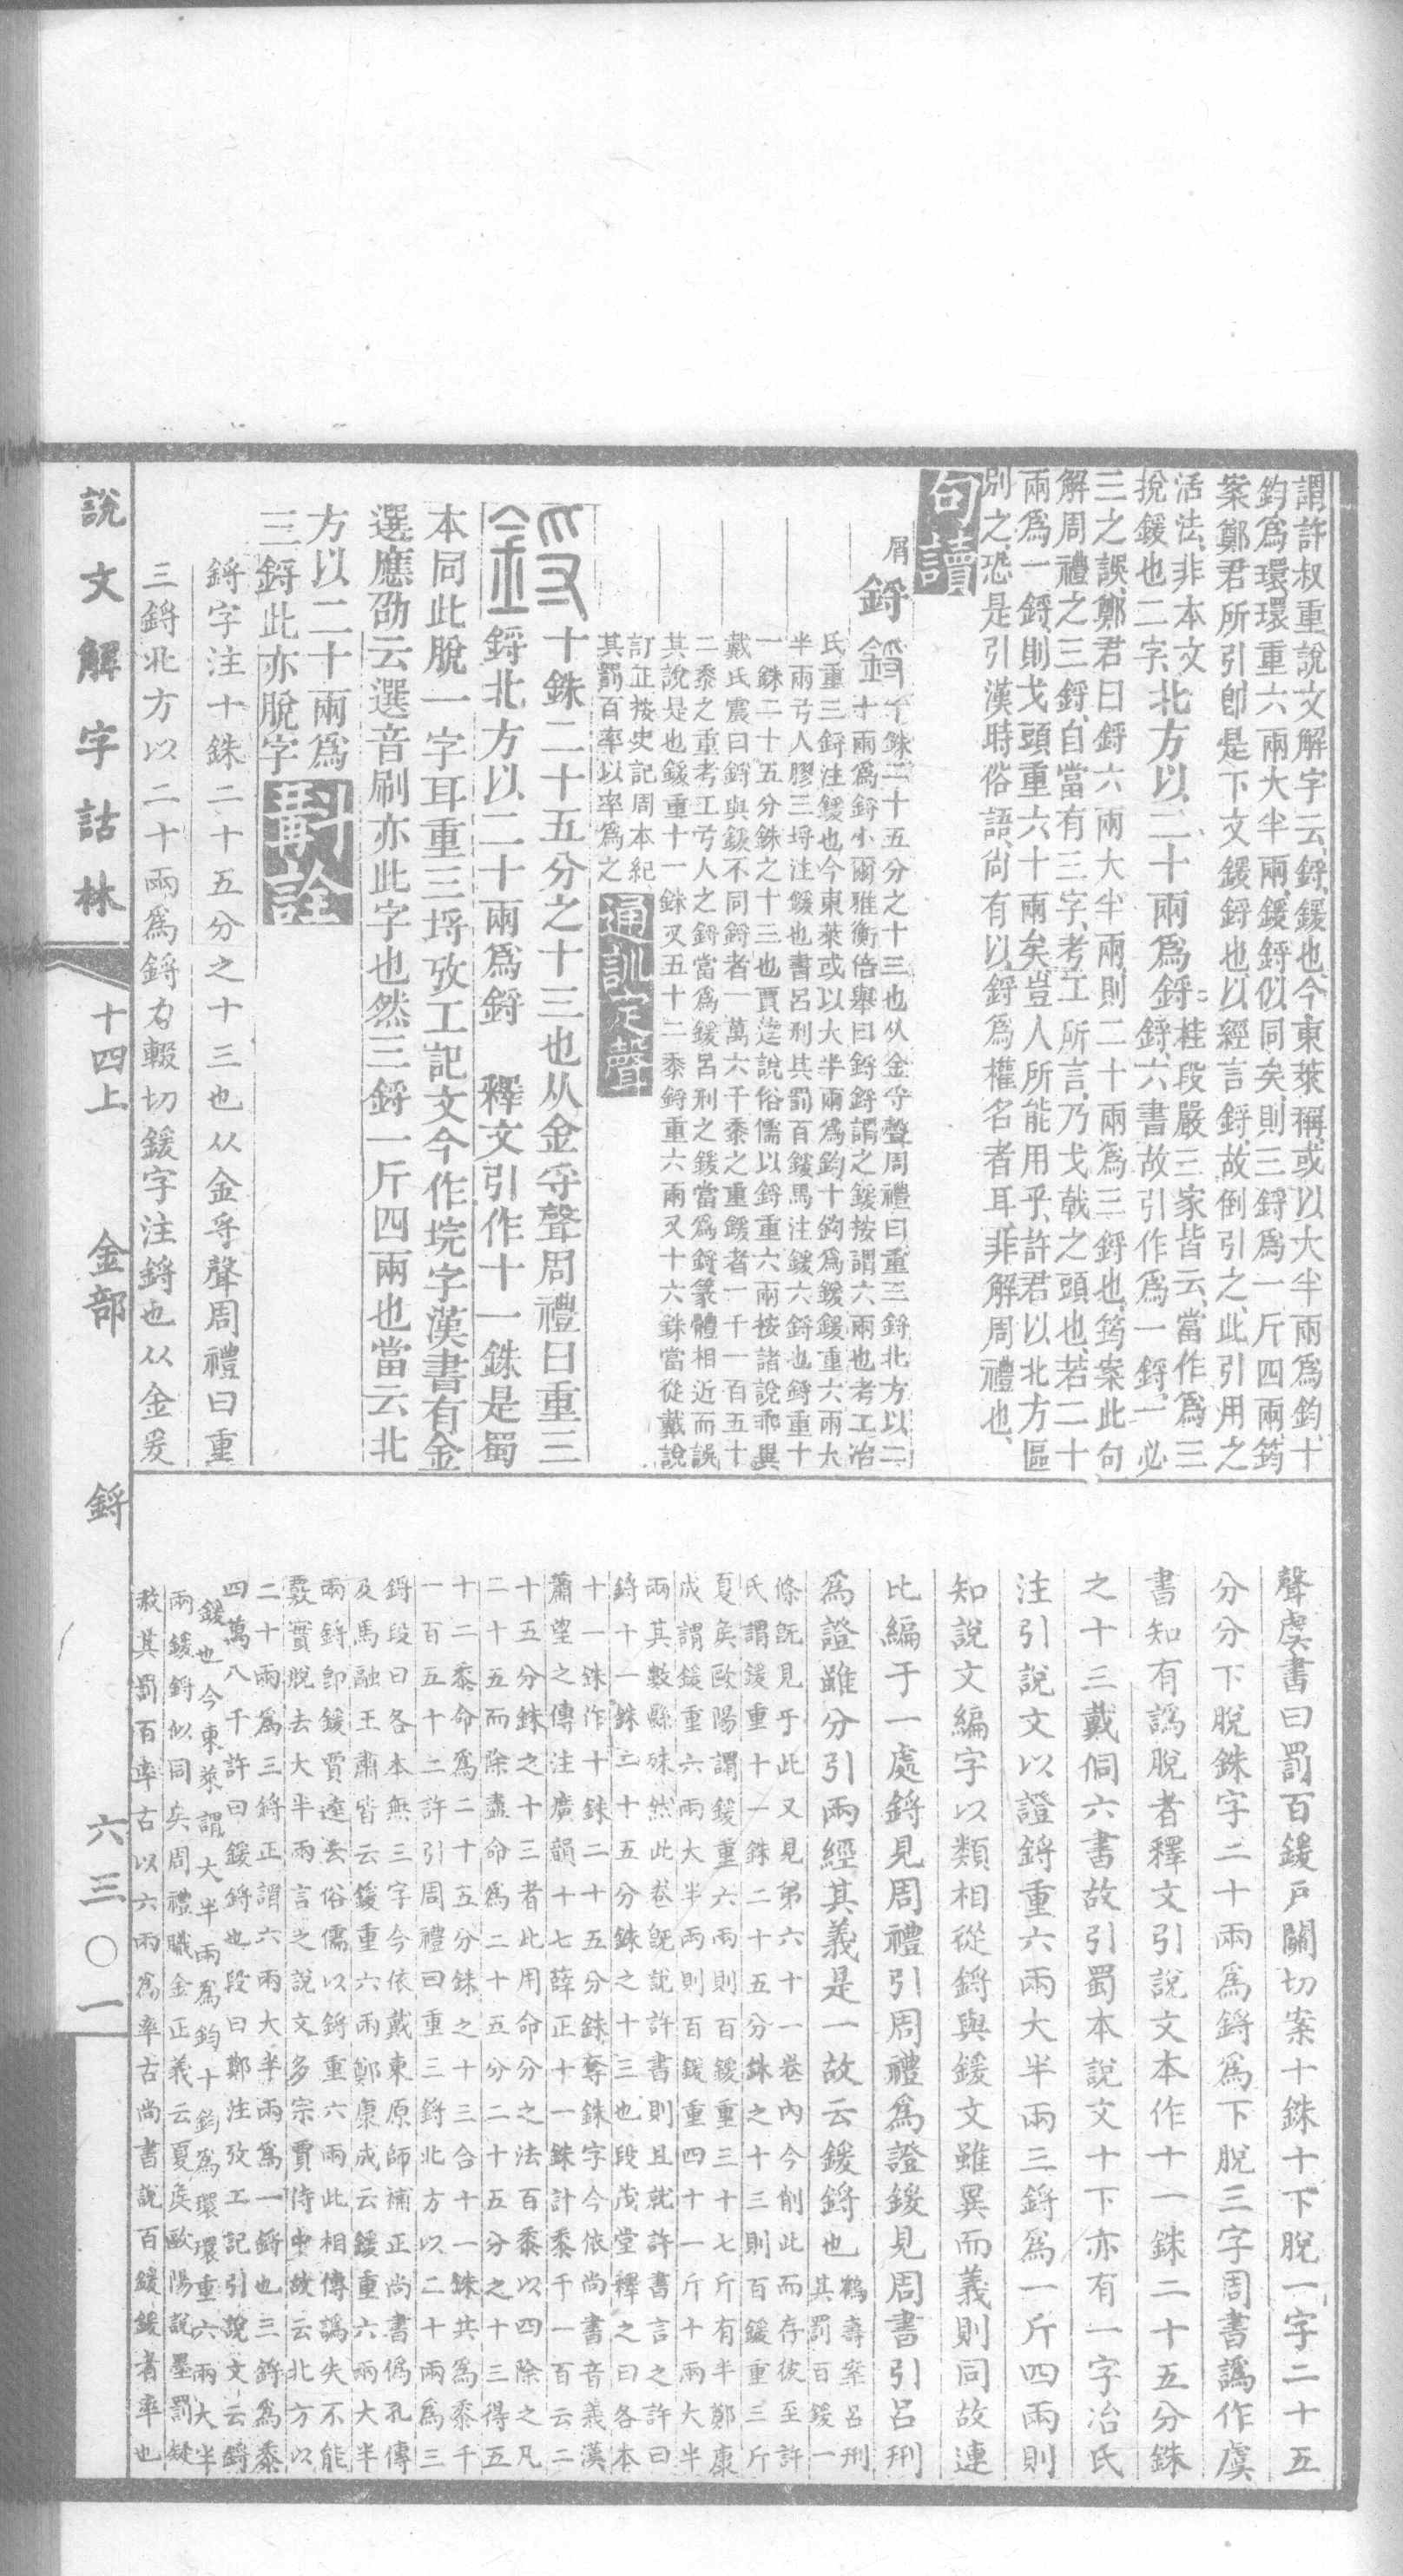 謂許叔重說文解字云、鋝、鍰也、今東萊稱、或以大半兩爲鈞、十
鈞爲環、環重六兩大半兩、鍰鋝似同矣、則三鋝爲一斤四兩、筠
案鄭君所引卽是下文鍰鋝也、以經言鋝、故倒引之、此引用之
活法、非本文
捝鍰也二字、北方以二十兩爲鋝、桂段嚴三家皆云、當作爲三
鋝、六書故引作爲一鋝、一必
三之誤、鄭君曰鋝六兩大半兩、則二十兩爲三鋝也、筠案此句
解周禮之三鋝、自當有三字、考工所言、乃戈戟之頭也、若二十
兩爲一鋝、則戈頭重六十兩矣、豈人所能用乎、許君以北方區
別之、恐是引漢時俗語、尚有以鋝爲權名者耳、非解周禮也、
句讀
屑
鋝
十銖二十五分之十三也从金寽聲周禮曰重三鋝北方以二
十兩爲鋝小爾雅衡倍舉曰鋝鋝謂之鍰按謂六兩也考工冶
氏重三鋝注鍰也今東萊或以大半兩爲鈞十鈞爲鍰鍰重六兩大
半兩弓人膠三埒注鍰也書呂刑其罰百鍰馬注鍰六鋝也鋝重十
一銖二十五分銖之十三也賈逵說俗儒以鋝重六兩按諸說乖異
戴氏震曰鋝與鍰不同鋝者一萬六千黍之重鍰者一千一百五十
二黍之重考工弓人之鋝當爲鍰呂刑之鍰當爲鋝篆體相近而誤
其說是也鍰重十一銖又五十二黍鋝重六兩又十六銖當從戴說
訂正按史記周本紀
其罰百率以率爲之
通訓定聲
十銖二十五分之十三也从金寽聲周禮曰重三
鋝北方以二十兩爲鋝　釋文引作十一銖是蜀
本同此脫一字耳重三埒攷工記文今作垸字漢書有金
選應劭云選音刷亦此字也然三鋝一斤四兩也當云北
方以二十兩爲
三鋝此亦脫字
斠詮
鋝字注十銖二十五分之十三也从金寽聲周禮曰重
三鋝北方以二十兩爲鋝力輟切鍰字注鋝也从金爰
聲虞書曰罰百鍰戶關切案十銖十下脫一字二十五
分分下脫銖字二十兩爲鋝爲下脫三字周書譌作虞
書知有譌脫者釋文引說文本作十一銖二十五分銖
之十三戴侗六書故引蜀本說文十下亦有一字冶氏
注引說文以證鋝重六兩大半兩三鋝爲一斤四兩則
知說文編字以類相從鋝與鍰文雖異而義則同故連
比編于一處鋝見周禮引周禮爲證鍰見周書引呂刑
爲證雖分引兩經其義是一故云鍰鋝也鶴壽案呂刑
其罰百鍰一
條旣見于此又見第六十一卷內今削此而存彼至許
氏謂鍰重十一銖二十五分銖之十三則百鍰重三斤
夏侯歐陽謂鍰重六兩則百鍰重三十七斤有半鄭康
成謂鍰重六兩大半兩則百鍰重四十一斤十兩大半
兩其數縣殊然此卷旣說許書則且就許書言之許曰
鋝十一銖二十五分銖之十三也段茂堂釋之曰各本
十一銖作十銖二十五分銖奪銖字今依尚書音義漢
蕭望之傳注廣韻十七薛正十一銖計黍千一百云二
十五分銖之十三者此用命分之法百黍以四除之凡
二十五而除盡命爲二十五分二十五分之十三得五
十二黍命爲二十五分銖之十三合十一銖共爲黍千
一百五十二許引周禮曰重三鋝北方以二十兩爲三
鋝段曰各本無三字今依戴東原師補正尚書僞孔傳
及馬融王肅皆云鍰重六兩鄭康成云鍰重六兩大半
兩鋝卽鍰賈逵云俗儒以鋝重六兩此相傳譌失不能
覈實脫去大半兩言之說文多宗賈侍中故云北方以
二十兩爲三鋝正謂六兩大半兩爲一鋝也三鋝爲黍
四萬八千許曰鍰鋝也段曰鄭注攷工記引說文云鋝
鍰也今東萊謂大半兩爲鈞十鈞爲環環重六兩大半
兩鍰鋝似同矣周禮職金正義云夏侯歐陽說墨罰疑
赦其罰百率古以六兩爲率古尚書說百鍰者率也
說文解字詁林
十四上
金部
鋝
六三〇一